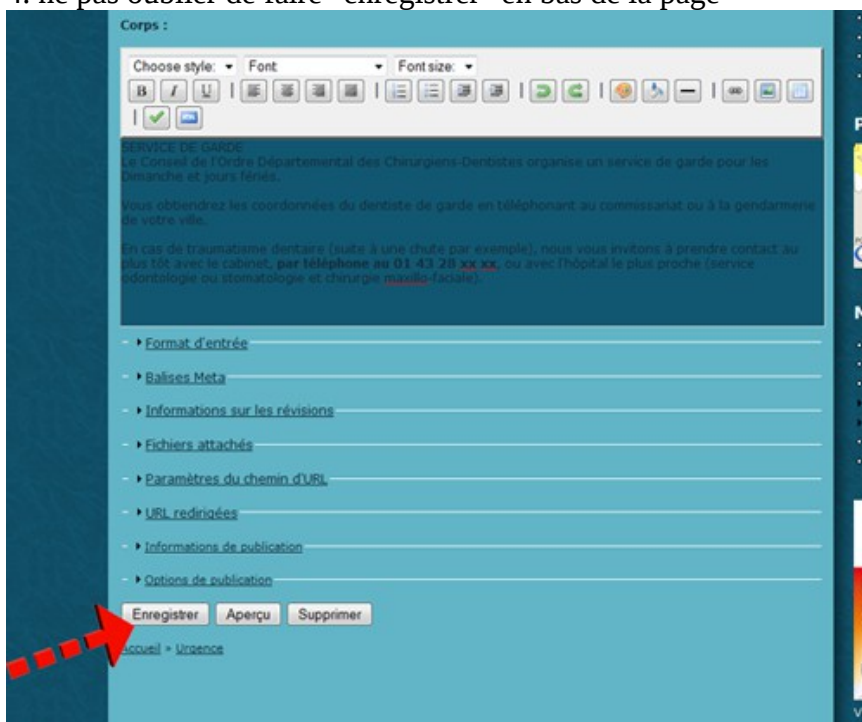 4. ne pas oublier de faire "enregistrer" en bas de la page
Corps :
Choose style: Font Font size:
B I U
SERVICE DE GARDE
Le Conseil de l'Ordre Départemental des Chirurgiens-Dentistes organise un service de garde pour les
Dimanche et jours fériés.
Vous obtiendrez les coordonnées du dentiste de garde en téléphonant au commissariat ou à la gendarmerie
de votre ville.
En cas de traumatisme dentaire (suite à une chute par exemple), nous vous invitons à prendre contact au
plus tôt avec le cabinet, par téléphone au 01 43 28 xx xx, ou avec l'hôpital le plus proche (service
odontologie ou stomatologie et chirurgie maxillo-faciale).
Format d'entrée
Balises Meta
Informations sur les révisions
Fichiers attachés
Paramètres du chemin d'URL
URL redirigées
Informations de publication
Options de publication
Enregistrer Aperçu Supprimer
Accueil » Urgence